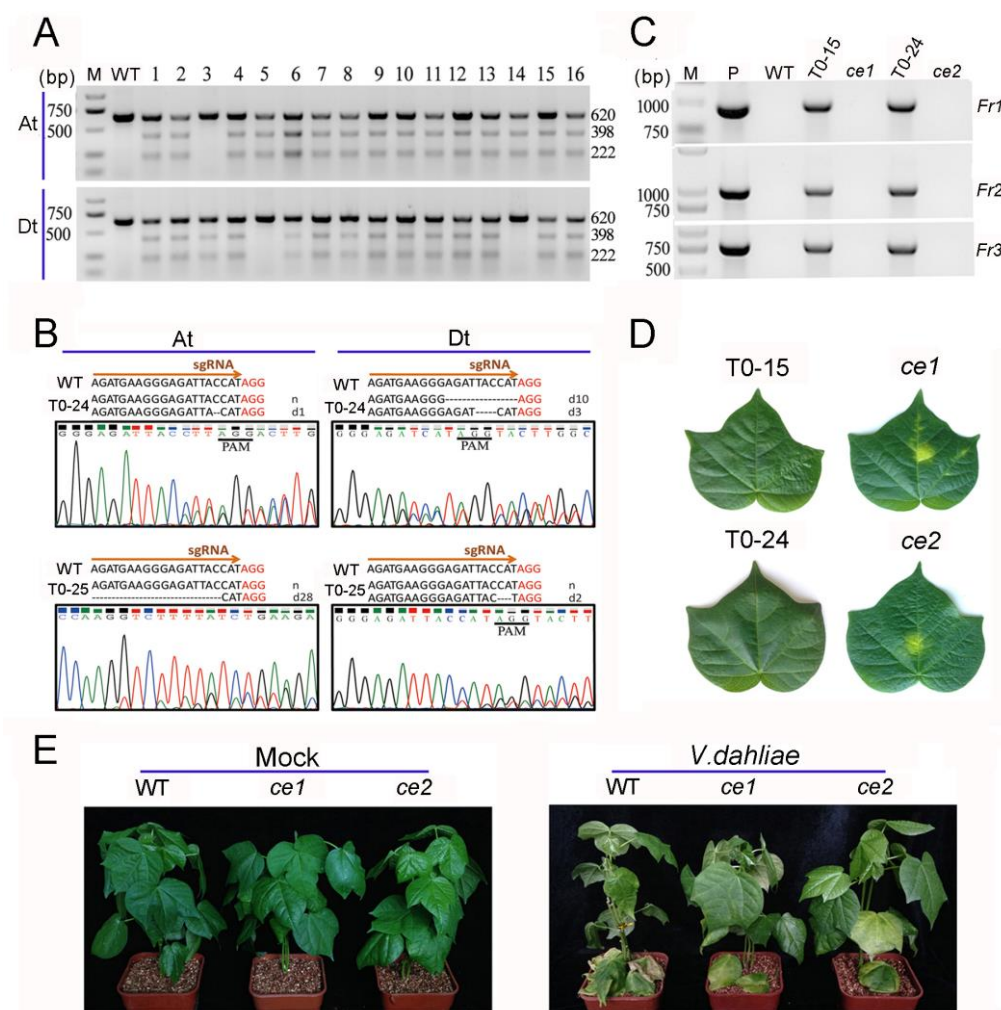 A
(bp) M WT 1 2 3 4 5 6 7 8 9 10 11 12 13 14 15 16
At
750
500
620
398
222
Dt
750
500
620
398
222
C
(bp) M P WT T0-15 ce1 T0-24 ce2
1000
750
Fr1
1000
750
Fr2
750
500
Fr3
B
At
sgRNA
WT AGATGAAGGGAGATTACCATAGG
T0-24
AGATGAAGGGAGATTACCATAGG n
AGATGAAGGGAGATTA--CATAGG d1
G G G A G A T T A C C T T A G G A C T T G
PAM
Dt
sgRNA
WT AGATGAAGGGAGATTACCATAGG
T0-24
AGATGAAGGG-----------------AGG d10
AGATGAAGGGAGAT-----CATAGG d3
G G G A G A T C A T A G G T A C T T G G C
PAM
sgRNA
WT AGATGAAGGGAGATTACCATAGG
T0-25
AGATGAAGGGAGATTACCATAGG n
------------------------------CATAGG d28
C C A A G G T C T T T T A T C T G A A G A
sgRNA
WT AGATGAAGGGAGATTACCATAGG
T0-25
AGATGAAGGGAGATTACCATAGG n
AGATGAAGGGAGATTAC----TAGG d2
G G G A G A T T A C C A T A G G T A C T T
PAM
D
T0-15 ce1
T0-24 ce2
E
Mock
WT ce1 ce2
V.dahliae
WT ce1 ce2